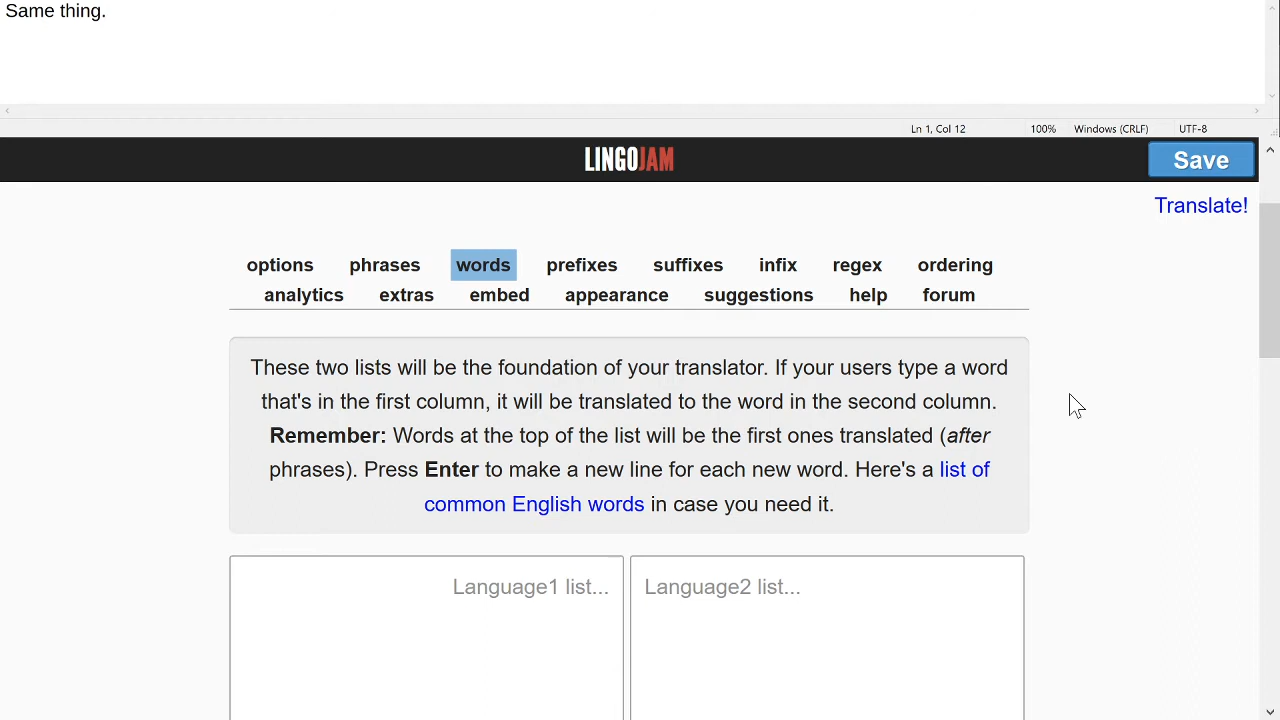 Same thing.
Ln 1, Col 12 100% Windows (CRLF) UTF-8
LINGOJAM Save
Translate!
options phrases words prefixes suffixes infix regex ordering
analytics extras embed appearance suggestions help forum
These two lists will be the foundation of your translator. If your users type a word
that's in the first column, it will be translated to the word in the second column.
Remember: Words at the top of the list will be the first ones translated (after
phrases). Press Enter to make a new line for each new word. Here's a list of
common English words in case you need it.
Language1 list... Language2 list...